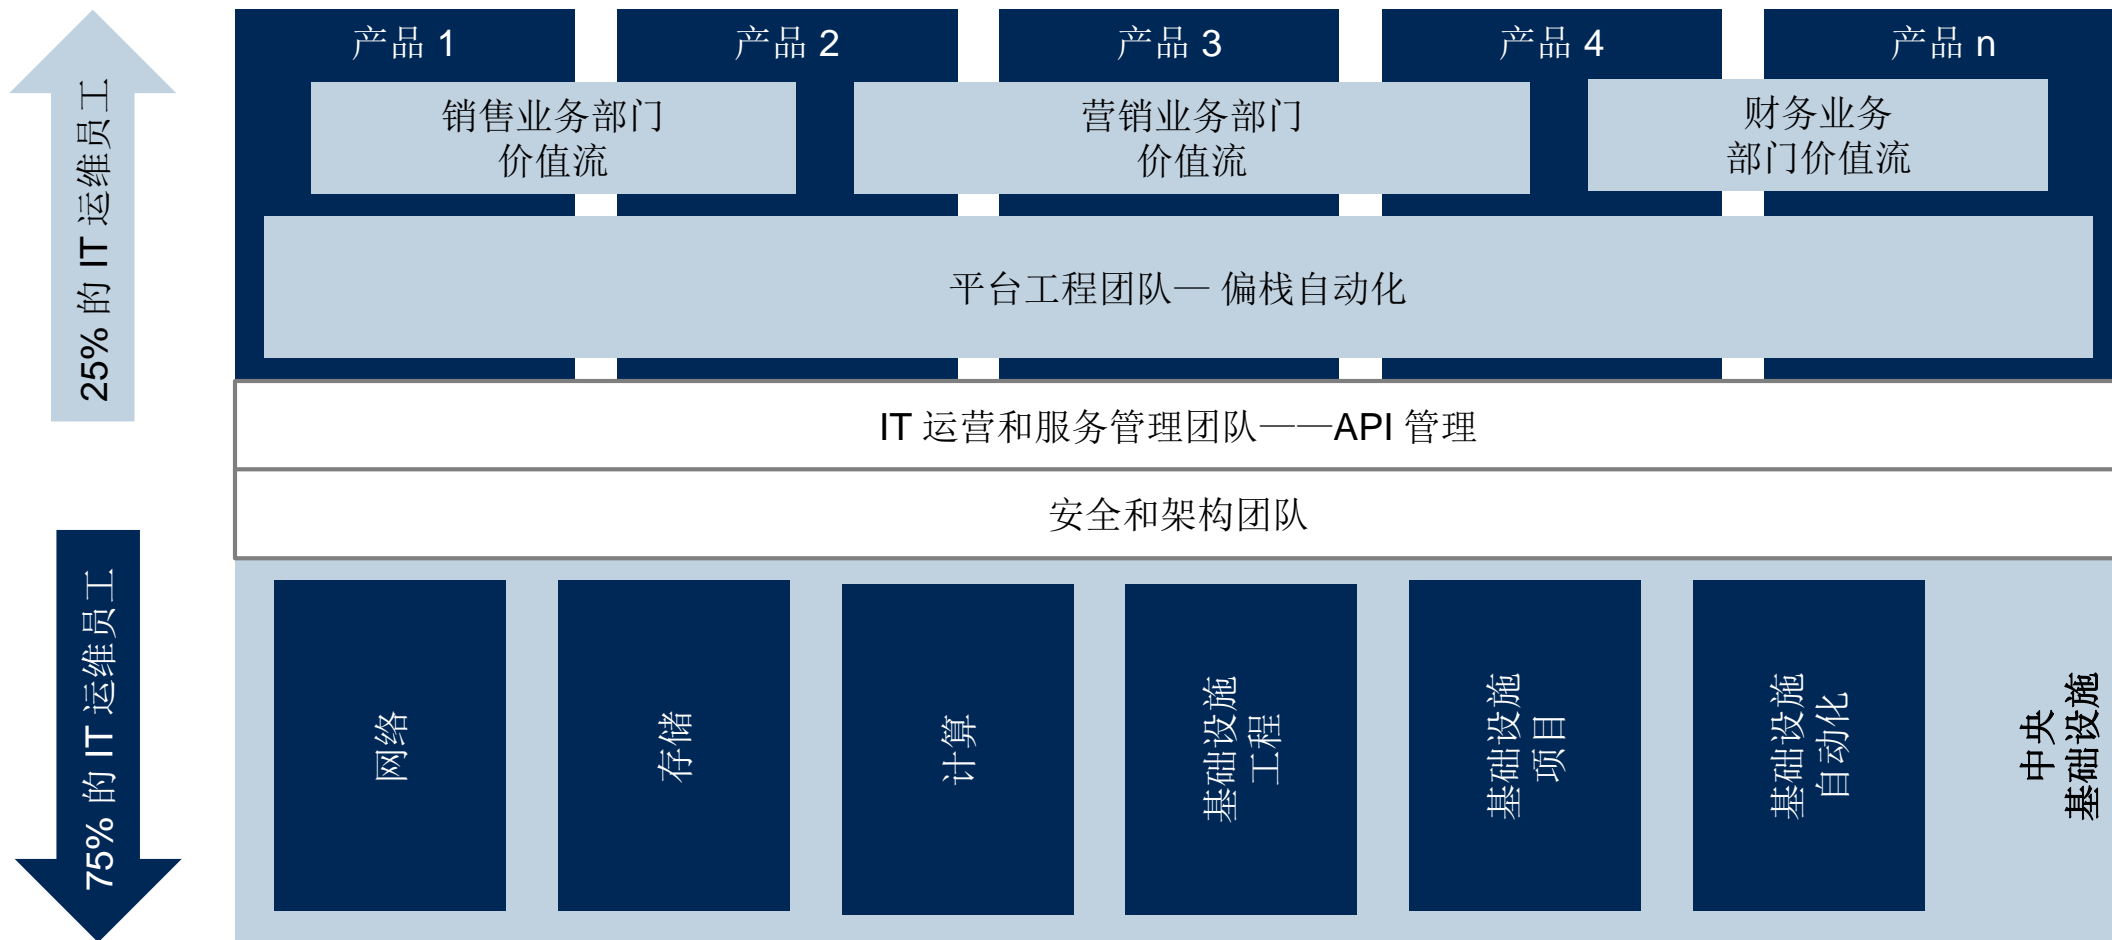 产品 1
产品 2
产品 3
产品 4
产品 n
销售业务部门
价值流
营销业务部门
价值流
财务业务
部门价值流
25% 的 IT 运维员工
平台工程团队— 偏栈自动化
IT 运营和服务管理团队——API 管理
安全和架构团队
75% 的 IT 运维员工
网络
存储
计算
基础设施
工程
基础设施
项目
基础设施
自动化
中央
基础设施